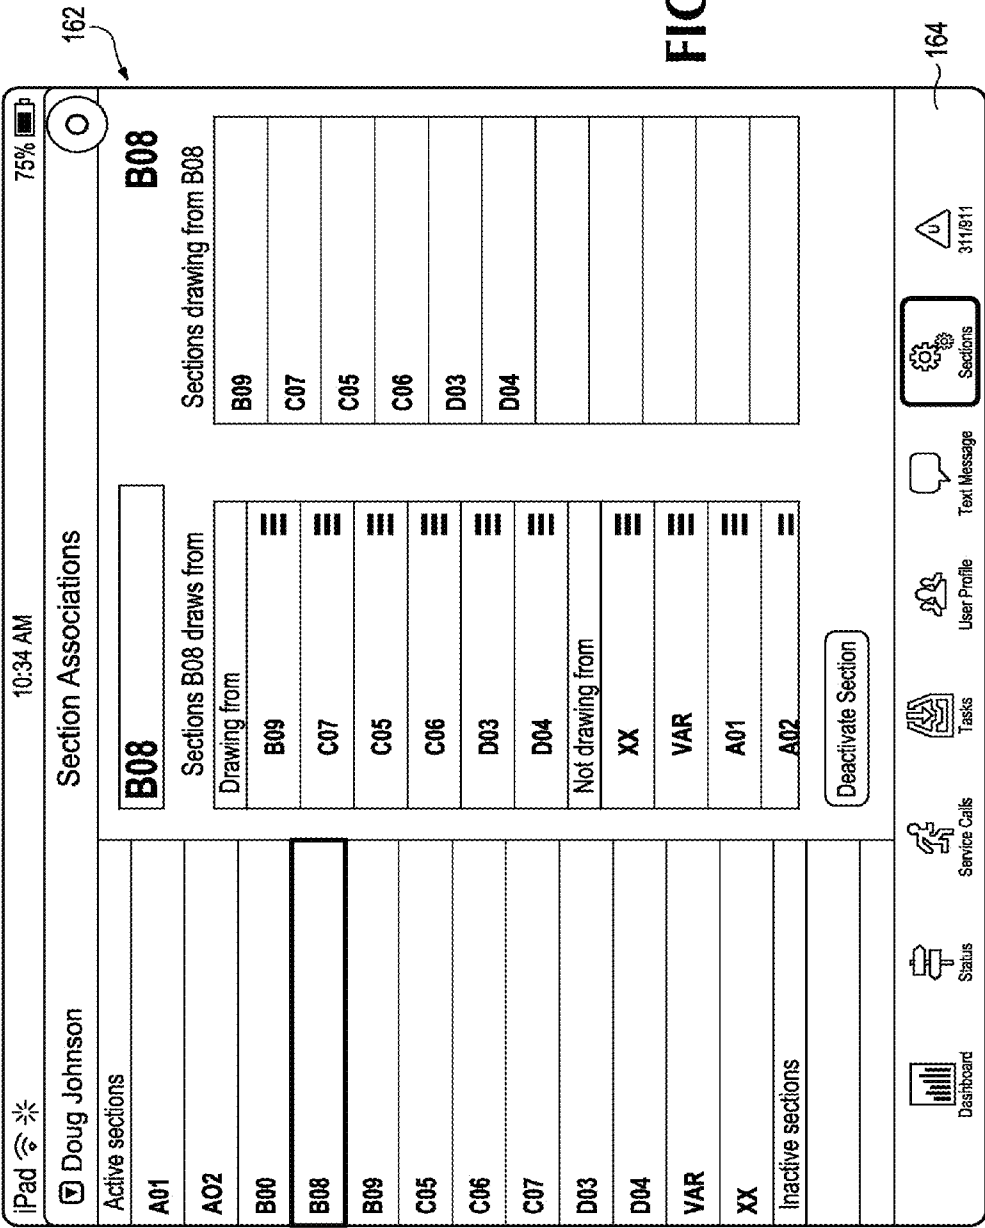 iPad
10:34 AM
75%
Doug Johnson
Section Associations
162
Active sections
A01
AO2
B00
B08
B09
C05
C06
C07
D03
D04
VAR
XX
Inactive sections
B08
Sections B08 draws from
Drawing from
B09
C07
C05
C06
D03
D04
Not drawing from
XX
VAR
A01
A02
Deactivate Section
B08
Sections drawing from B08
B09
C07
C05
C06
D03
D04
Dashboard
Status
Service Calls
Tasks
User Profile
Text Message
Sections
311/911
164